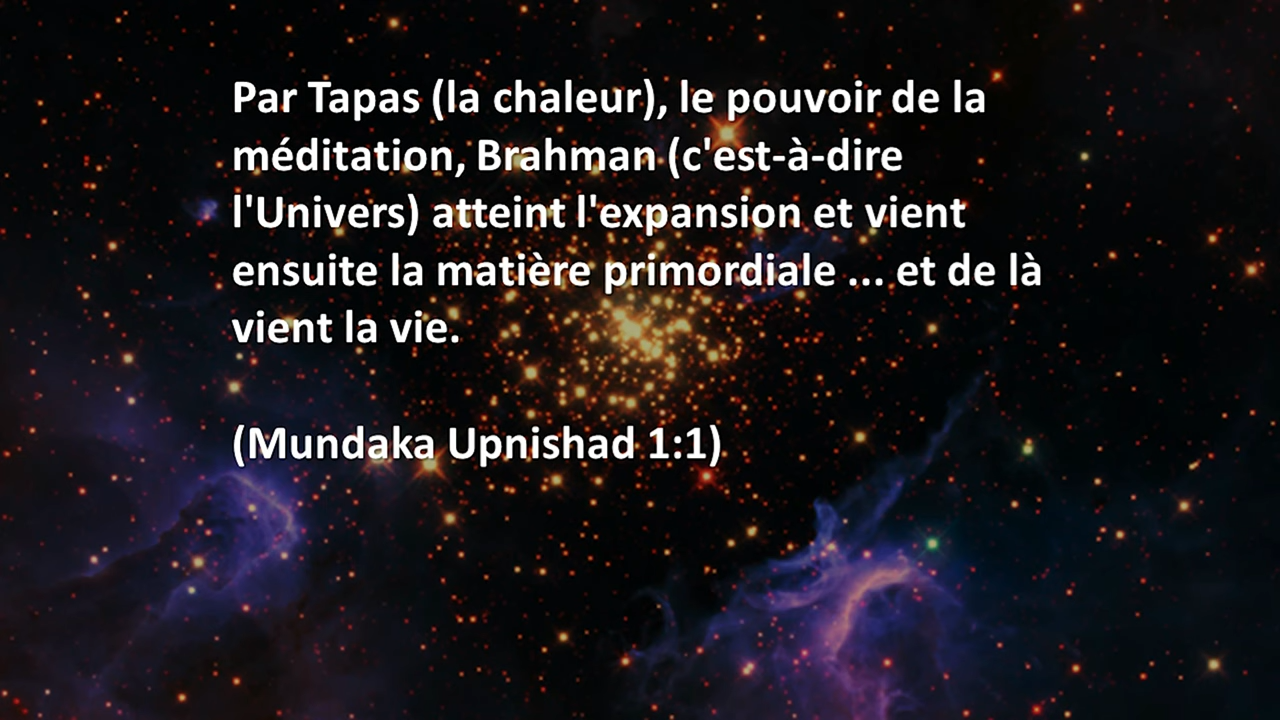 Par Tapas (la chaleur), le pouvoir de la
méditation, Brahman (c'est-à-dire
l'Univers) atteint l'expansion et vient
ensuite la matière primordiale ... et de là
vient la vie.
(Mundaka Upnishad 1:1)